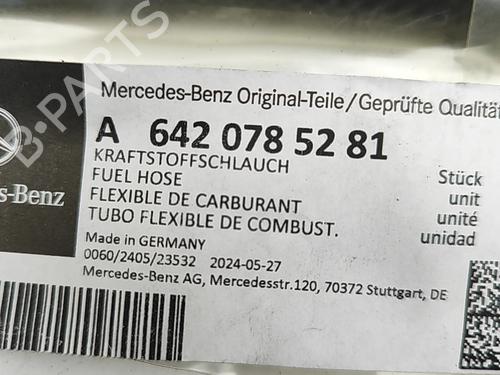 Mercedes-Benz Original-Teile/Geprüfte Qualität
A 642 078 52 81
KRAFTSTOFFSCHLAUCH
FUEL HOSE
FLEXIBLE DE CARBURANT
TUBO FLEXIBLE DE COMBUST.
Stück
unit
unité
unidad
Made in GERMANY
0060/2405/23532 2024-05-27
Mercedes-Benz AG, Mercedesstr.120, 70372 Stuttgart, DE
s-Benz
B-PARTS